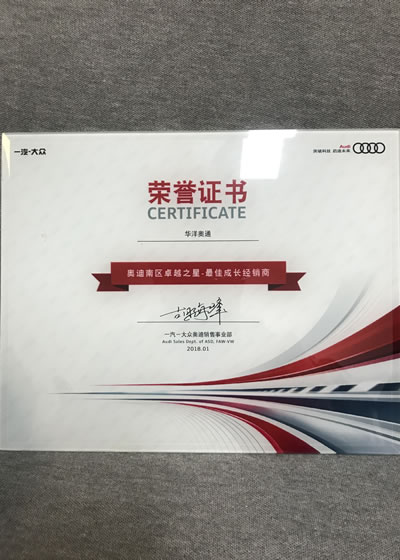 一汽-大众
Audi
突破科技 启迪未来
荣誉证书
CERTIFICATE
华洋奥通
奥迪南区卓越之星-最佳成长经销商
一汽一大众奥迪销售事业部
Audi Sales Dept. of ASD, FAW-VW
2018.01